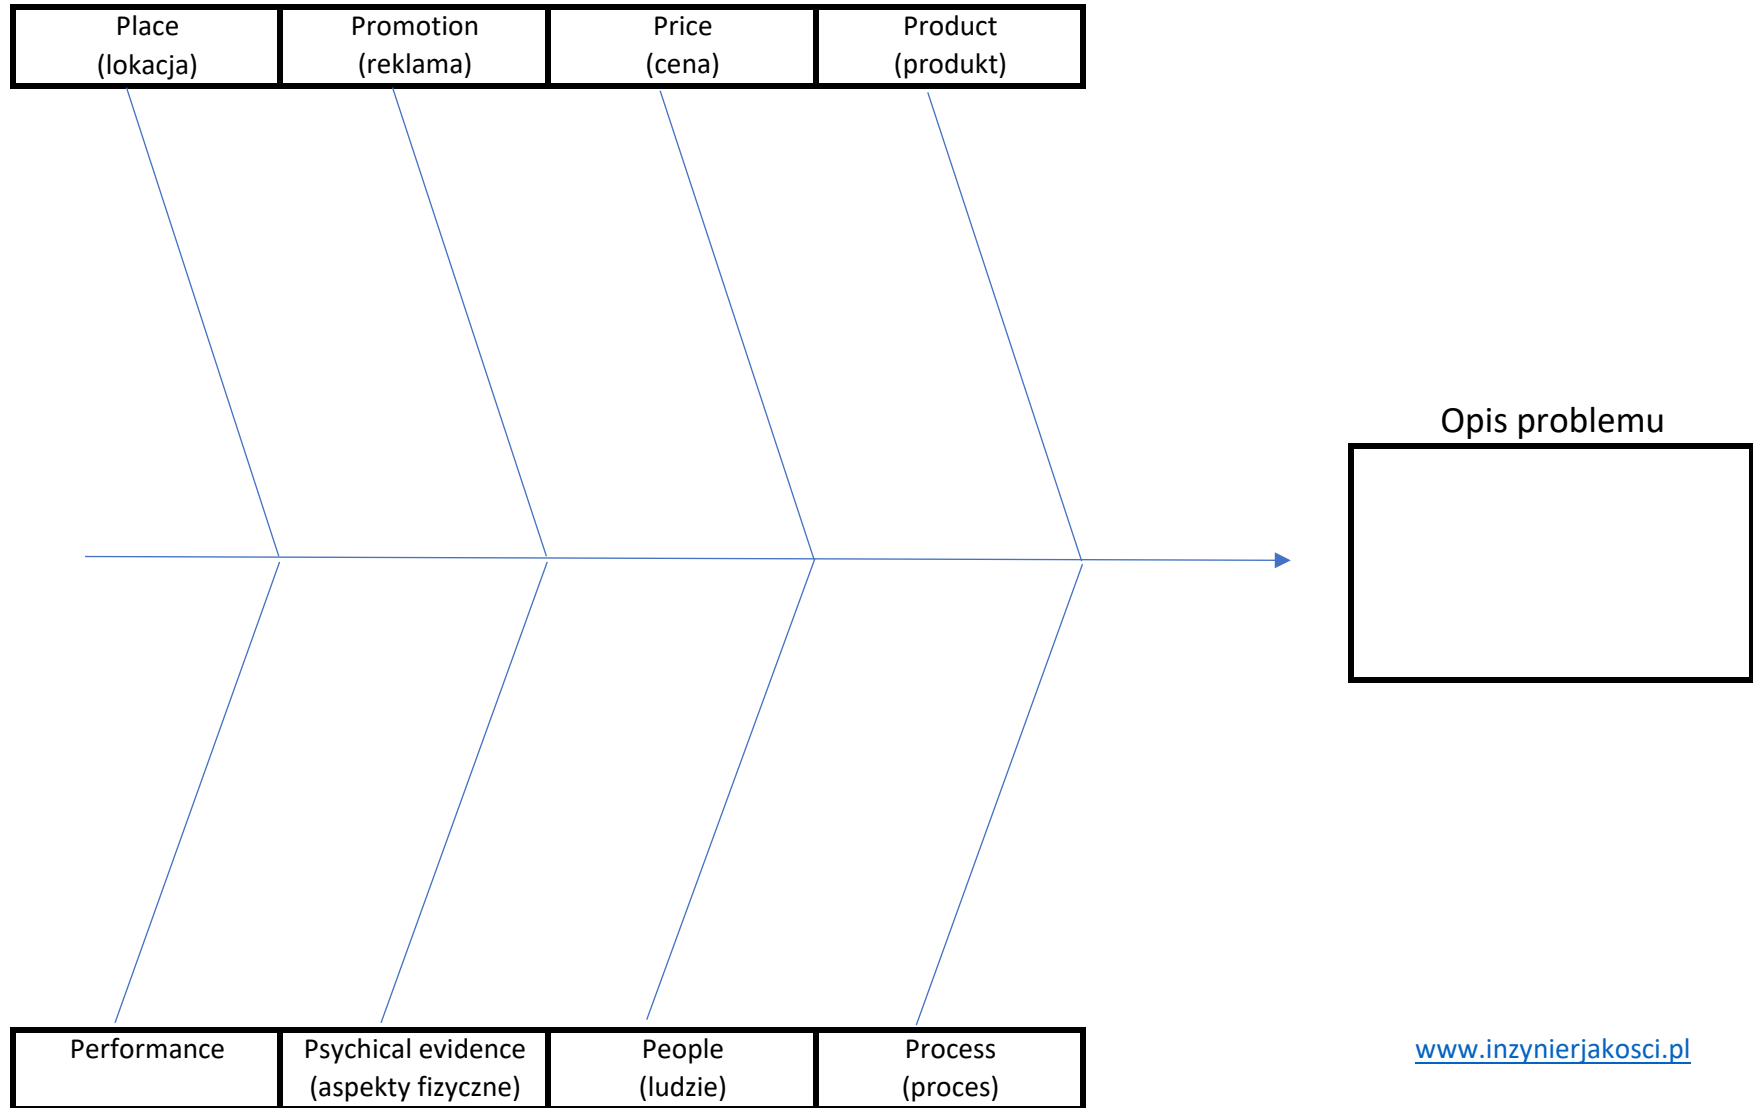 Place
(lokacja)
Promotion
(reklama)
Price
(cena)
Product
(produkt)
Opis problemu
Performance
Psychical evidence
(aspekty fizyczne)
People
(ludzie)
Process
(proces)
www.inzynierjakosci.pl